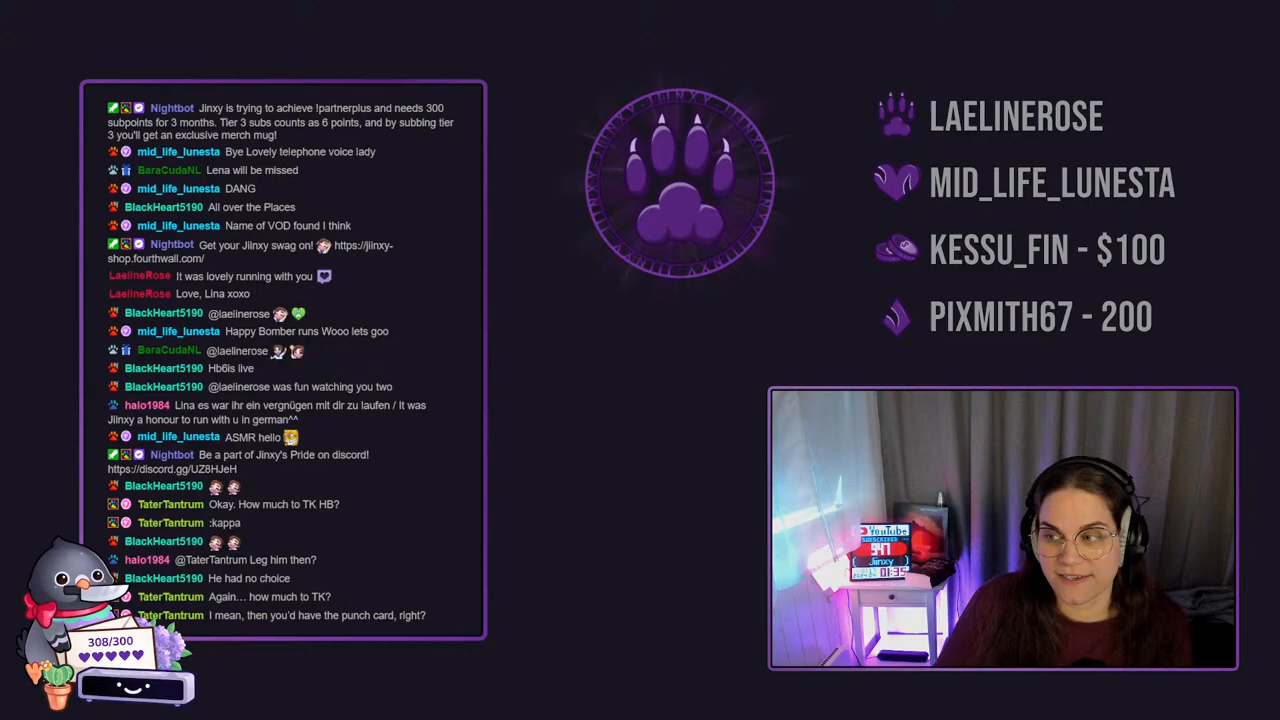 Nightbot Jinxy is trying to achieve !partnerplus and needs 300
subpoints for 3 months. Tier 3 subs counts as 6 points, and by subbing tier
3 you'll get an exclusive merch mug!
mid_life_lunesta Bye Lovely telephone voice lady
BaraCudaNL Lena will be missed
mid_life_lunesta DANG
BlackHeart5190 All over the Places
mid_life_lunesta Name of VOD found I think
Nightbot Get your Jiinxy swag on! https://jiinxy-
shop.fourthwall.com/
LaelineRose It was lovely running with you
LaelineRose Love, Lina xoxo
BlackHeart5190 @laelinerose
mid_life_lunesta Happy Bomber runs Wooo lets goo
BaraCudaNL @laelinerose
BlackHeart5190 Hb6is live
BlackHeart5190 @laelinerose was fun watching you two
halo1984 Lina es war ihr ein vergnügen mit dir zu laufen / It was
Jiinxy a honour to run with u in german^^
mid_life_lunesta ASMR hello
Nightbot Be a part of Jinxy's Pride on discord!
https://discord.gg/UZ8HJeH
BlackHeart5190
TaterTantrum Okay. How much to TK HB?
TaterTantrum :kappa
BlackHeart5190
halo1984 @TaterTantrum Leg him then?
BlackHeart5190 He had no choice
TaterTantrum Again… how much to TK?
TaterTantrum I mean, then you'd have the punch card, right?
308/300
LAELINEROSE
MID_LIFE_LUNESTA
KESSU_FIN - $100
PIXMITH67 - 200
YouTube
SUBSCRIBER
947
Jiinxy
01:35